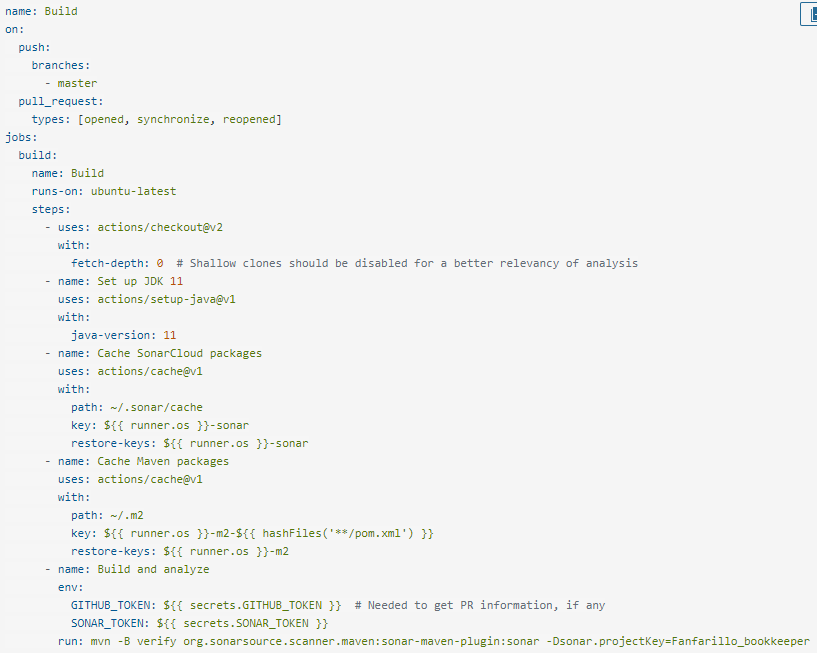 name: Build
on:
  push:
    branches:
      - master
  pull_request:
    types: [opened, synchronize, reopened]
jobs:
  build:
    name: Build
    runs-on: ubuntu-latest
    steps:
      - uses: actions/checkout@v2
        with:
          fetch-depth: 0  # Shallow clones should be disabled for a better relevancy of analysis
      - name: Set up JDK 11
        uses: actions/setup-java@v1
        with:
          java-version: 11
      - name: Cache SonarCloud packages
        uses: actions/cache@v1
        with:
          path: ~/.sonar/cache
          key: ${{ runner.os }}-sonar
          restore-keys: ${{ runner.os }}-sonar
      - name: Cache Maven packages
        uses: actions/cache@v1
        with:
          path: ~/.m2
          key: ${{ runner.os }}-m2-${{ hashFiles('**/pom.xml') }}
          restore-keys: ${{ runner.os }}-m2
      - name: Build and analyze
        env:
          GITHUB_TOKEN: ${{ secrets.GITHUB_TOKEN }}  # Needed to get PR information, if any
          SONAR_TOKEN: ${{ secrets.SONAR_TOKEN }}
        run: mvn -B verify org.sonarsource.scanner.maven:sonar-maven-plugin:sonar -Dsonar.projectKey=Fanfarillo_bookkeeper